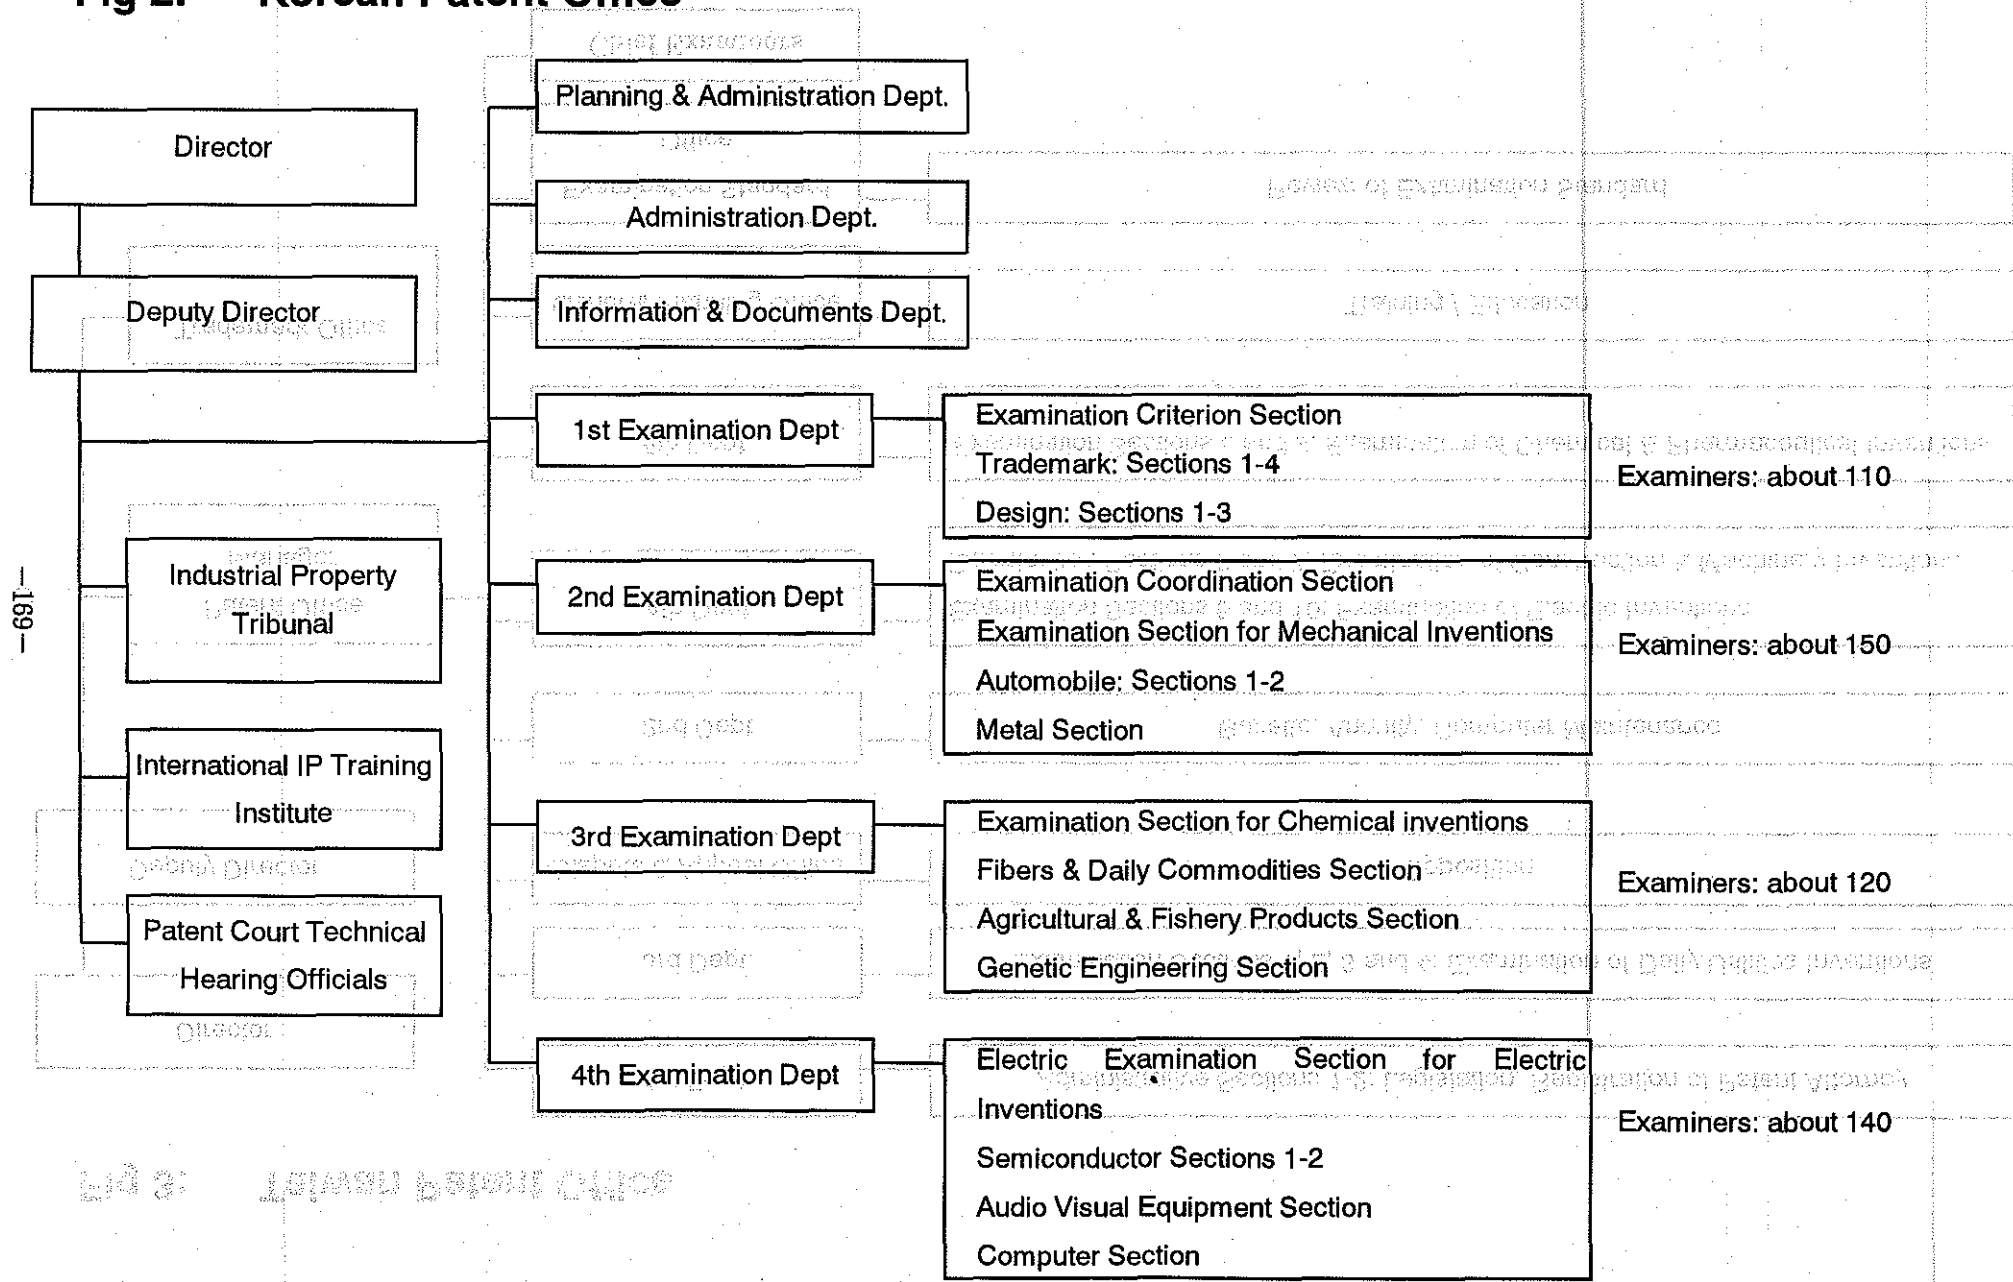 Fig 2. Korean Patent Office
Director
Deputy Director
Industrial Property
Tribunal
International IP Training
Institute
Patent Court Technical
Hearing Officials
Planning & Administration Dept.
Administration Dept.
Information & Documents Dept.
1st Examination Dept
Examination Criterion Section
Trademark: Sections 1-4
Design: Sections 1-3
Examiners: about 110
2nd Examination Dept
Examination Coordination Section
Examination Section for Mechanical Inventions
Automobile: Sections 1-2
Metal Section
Examiners: about 150
3rd Examination Dept
Examination Section for Chemical inventions
Fibers & Daily Commodities Section
Agricultural & Fishery Products Section
Genetic Engineering Section
Examiners: about 120
4th Examination Dept
Electric Examination Section for Electric
Inventions
Semiconductor Sections 1-2
Audio Visual Equipment Section
Computer Section
Examiners: about 140
—169—